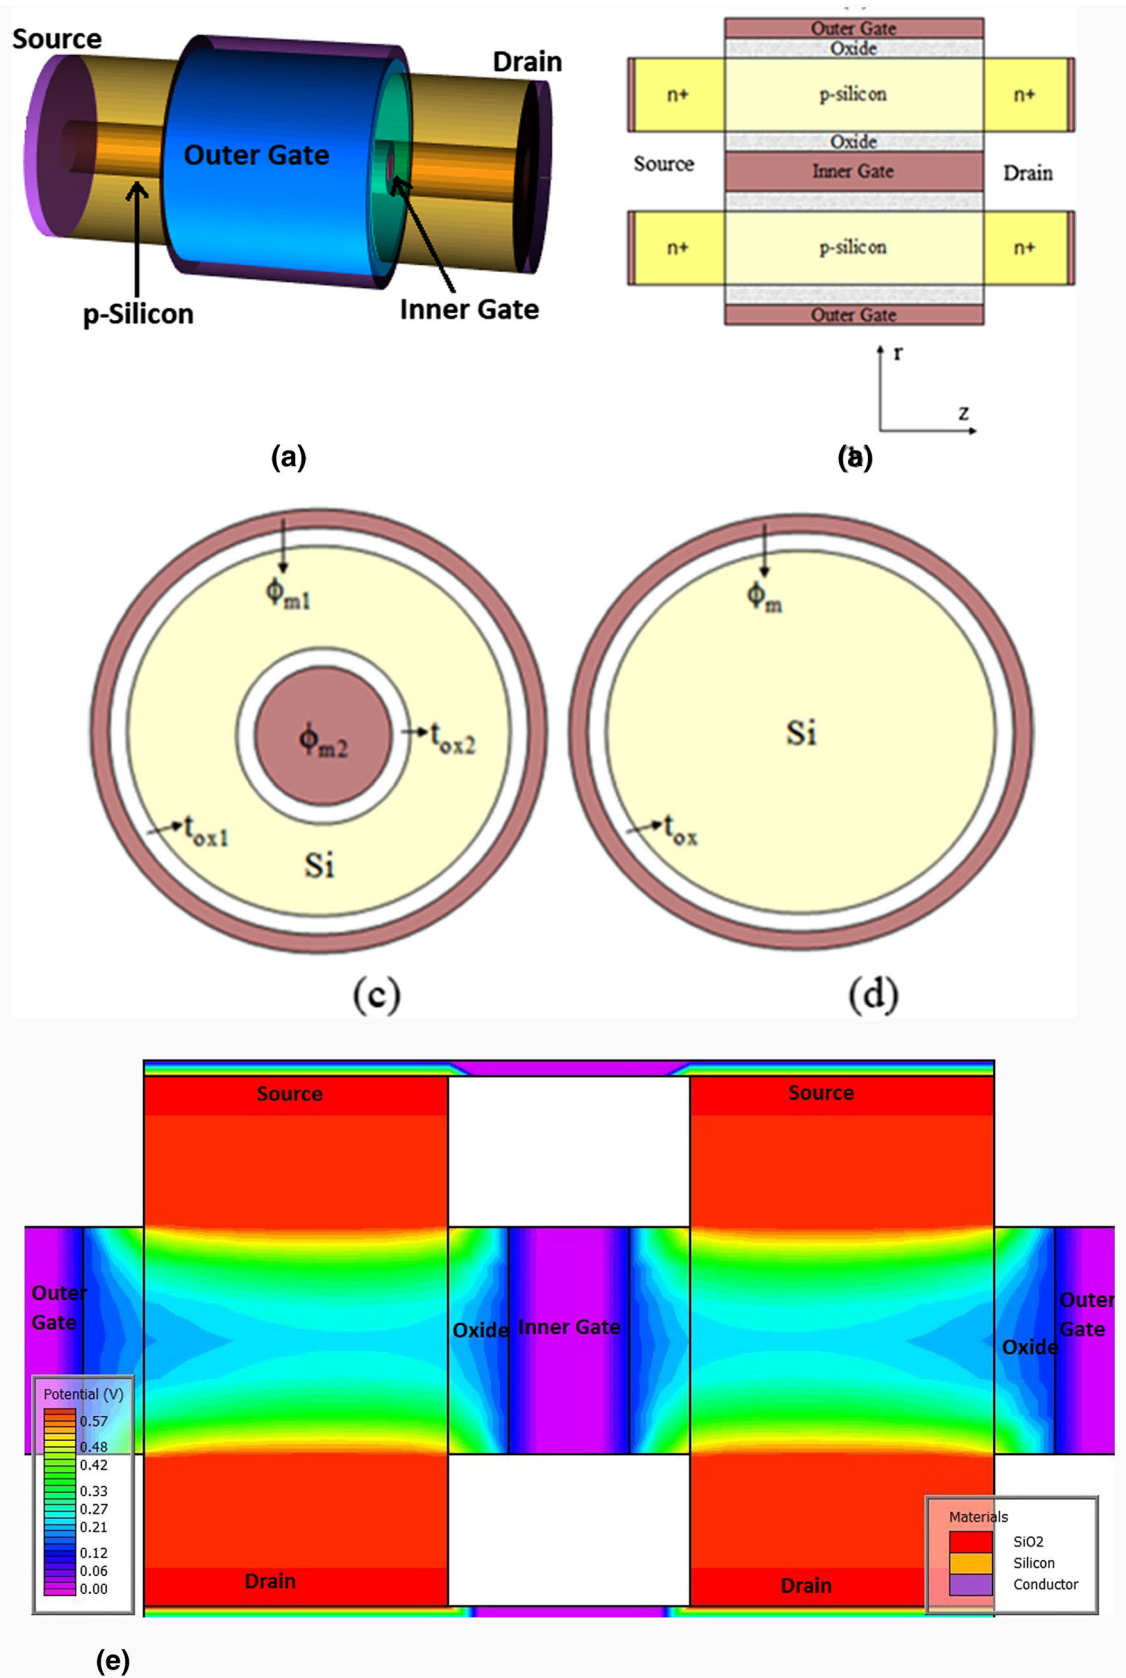 Source
Drain
Outer Gate
p-Silicon
Inner Gate
(a)
Outer Gate
Oxide
n+
p-silicon
n+
Oxide
Source
Inner Gate
Drain
n+
p-silicon
n+
Outer Gate
r
z
ϕm1
ϕm2
tox2
tox1
Si
(c)
ϕm
Si
tox
(d)
Source
Source
Outer
Gate
Oxide
Inner Gate
Oxide
Outer
Gate
Potential (V)
0.57
0.48
0.42
0.33
0.27
0.21
0.12
0.06
0.00
Drain
Drain
Materials
SiO2
Silicon
Conductor
(e)